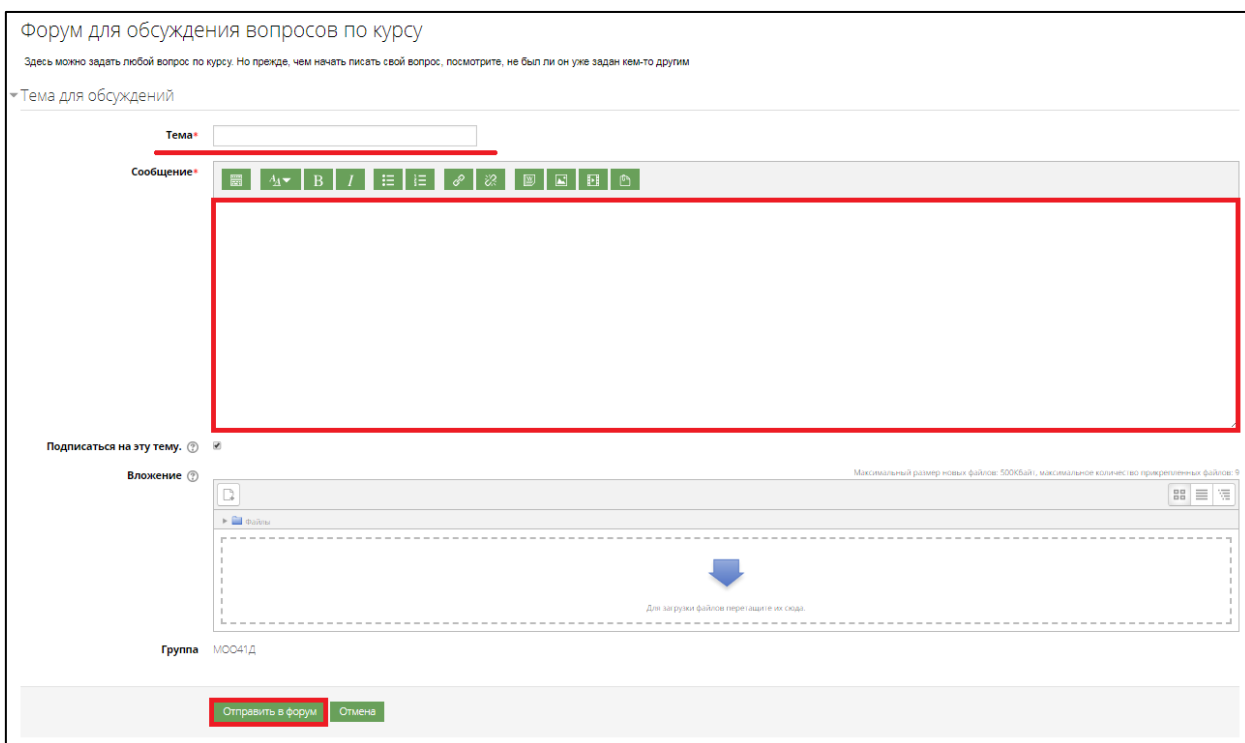 Форум для обсуждения вопросов по курсу
Здесь можно задать любой вопрос по курсу. Но прежде, чем начать писать свой вопрос, посмотрите, не был ли он уже задан кем-то другим
Тема для обсуждений
Тема*
Сообщение*
B I
Подписаться на эту тему.
Вложение
Максимальный размер новых файлов: 500Кбайт, максимальное количество прикрепленных файлов: 9
Файлы
Для загрузки файлов перетащите их сюда.
Группа МОО41Д
Отправить в форум Отмена